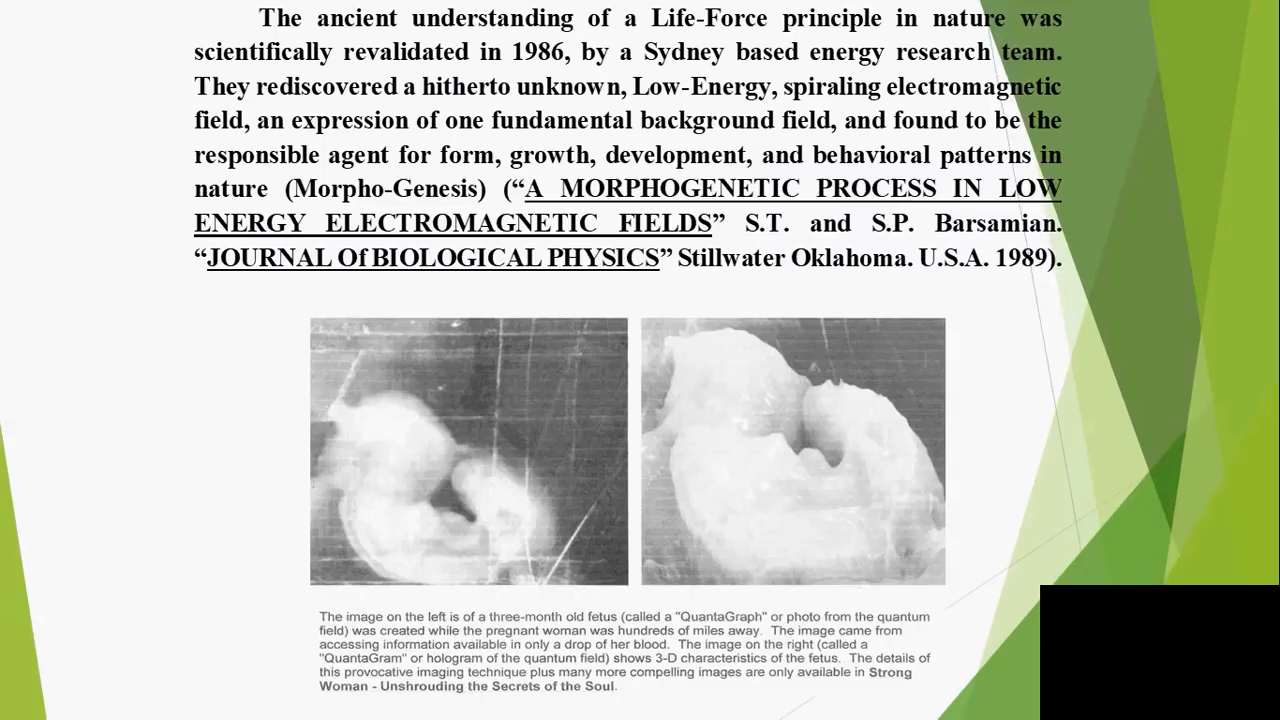 The ancient understanding of a Life-Force principle in nature was
scientifically revalidated in 1986, by a Sydney based energy research team.
They rediscovered a hitherto unknown, Low-Energy, spiraling electromagnetic
field, an expression of one fundamental background field, and found to be the
responsible agent for form, growth, development, and behavioral patterns in
nature (Morpho-Genesis) (“A MORPHOGENETIC PROCESS IN LOW
ENERGY ELECTROMAGNETIC FIELDS” S.T. and S.P. Barsamian.
“JOURNAL Of BIOLOGICAL PHYSICS” Stillwater Oklahoma. U.S.A. 1989).
The image on the left is of a three-month old fetus (called a "QuantaGraph" or photo from the quantum
field) was created while the pregnant woman was hundreds of miles away. The image came from
accessing information available in only a drop of her blood. The image on the right (called a
"QuantaGram" or hologram of the quantum field) shows 3-D characteristics of the fetus. The details of
this provocative imaging technique plus many more compelling images are only available in Strong
Woman - Unshrouding the Secrets of the Soul.